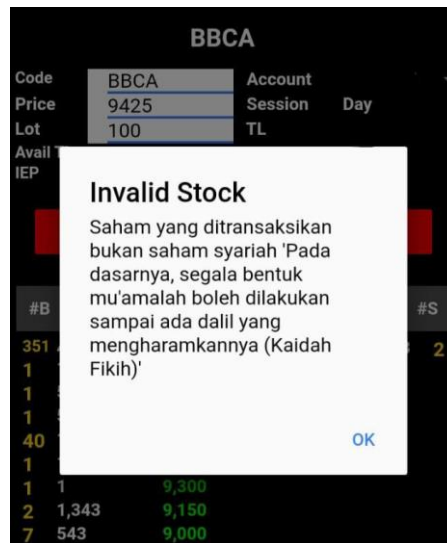 BBCA
Code BBCA Account
Price 9425 Session Day
Lot 100 TL
Avail
IEP
Invalid Stock
Saham yang ditransaksikan
bukan saham syariah 'Pada
dasarnya, segala bentuk
mu'amalah boleh dilakukan
sampai ada dalil yang
mengharamkannya (Kaidah
Fikih)'
OK
#B #S
351 2
1
1
1
40
1
1 1 9,300
2 1,343 9,150
7 543 9,000